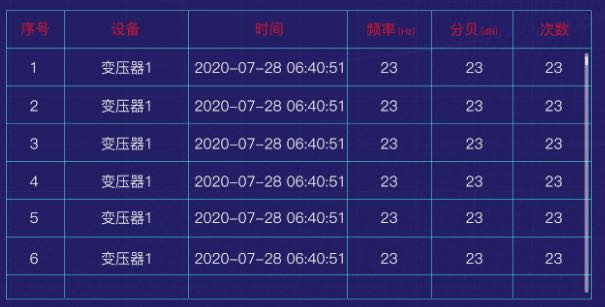 序号 设备 时间 频率(Hz) 分贝(dB) 次数
1 变压器1 2020-07-28 06:40:51 23 23 23
2 变压器1 2020-07-28 06:40:51 23 23 23
3 变压器1 2020-07-28 06:40:51 23 23 23
4 变压器1 2020-07-28 06:40:51 23 23 23
5 变压器1 2020-07-28 06:40:51 23 23 23
6 变压器1 2020-07-28 06:40:51 23 23 23